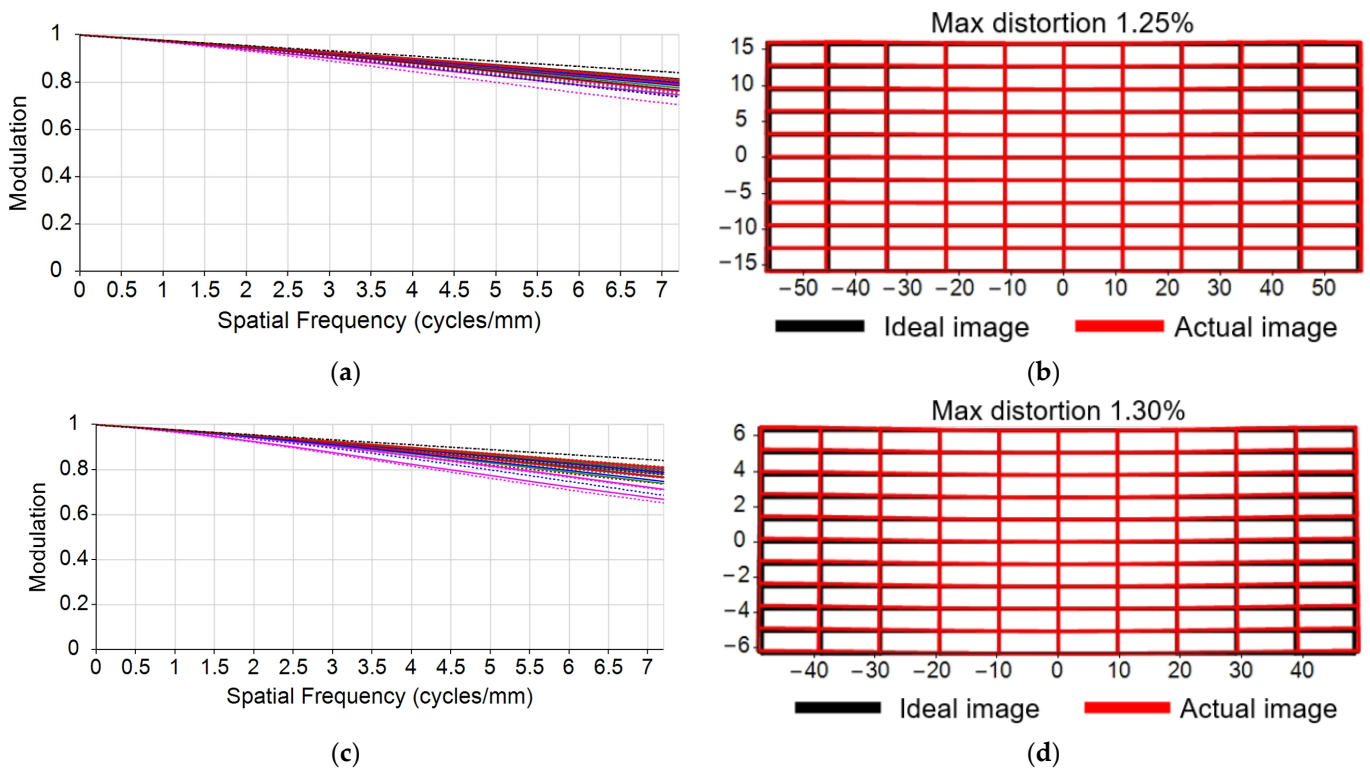 1
0.8
0.6
0.4
0.2
0
Modulation
0 0.5 1 1.5 2 2.5 3 3.5 4 4.5 5 5.5 6 6.5 7
Spatial Frequency (cycles/mm)
(a)
Max distortion 1.25%
15
10
5
0
−5
−10
−15
−50 −40 −30 −20 −10 0 10 20 30 40 50
Ideal image Actual image
(b)
1
0.8
0.6
0.4
0.2
0
Modulation
0 0.5 1 1.5 2 2.5 3 3.5 4 4.5 5 5.5 6 6.5 7
Spatial Frequency (cycles/mm)
(c)
Max distortion 1.30%
6
4
2
0
−2
−4
−6
−40 −30 −20 −10 0 10 20 30 40
Ideal image Actual image
(d)